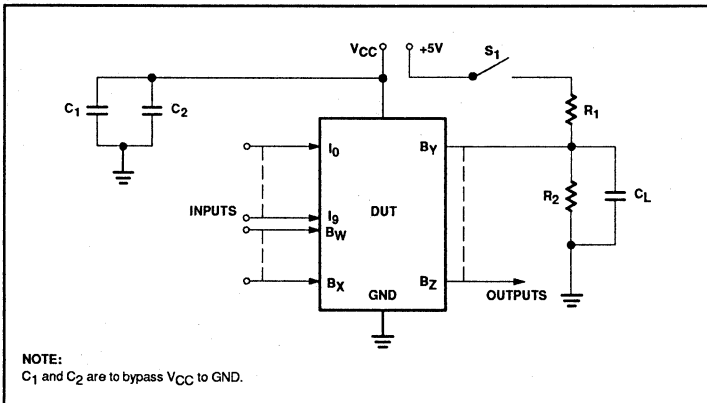 VCC
+5V
S1
C1
C2
R1
I0
BY
R2
CL
INPUTS
I9
DUT
BW
BX
GND
BZ
OUTPUTS
NOTE:
C1 and C2 are to bypass VCC to GND.